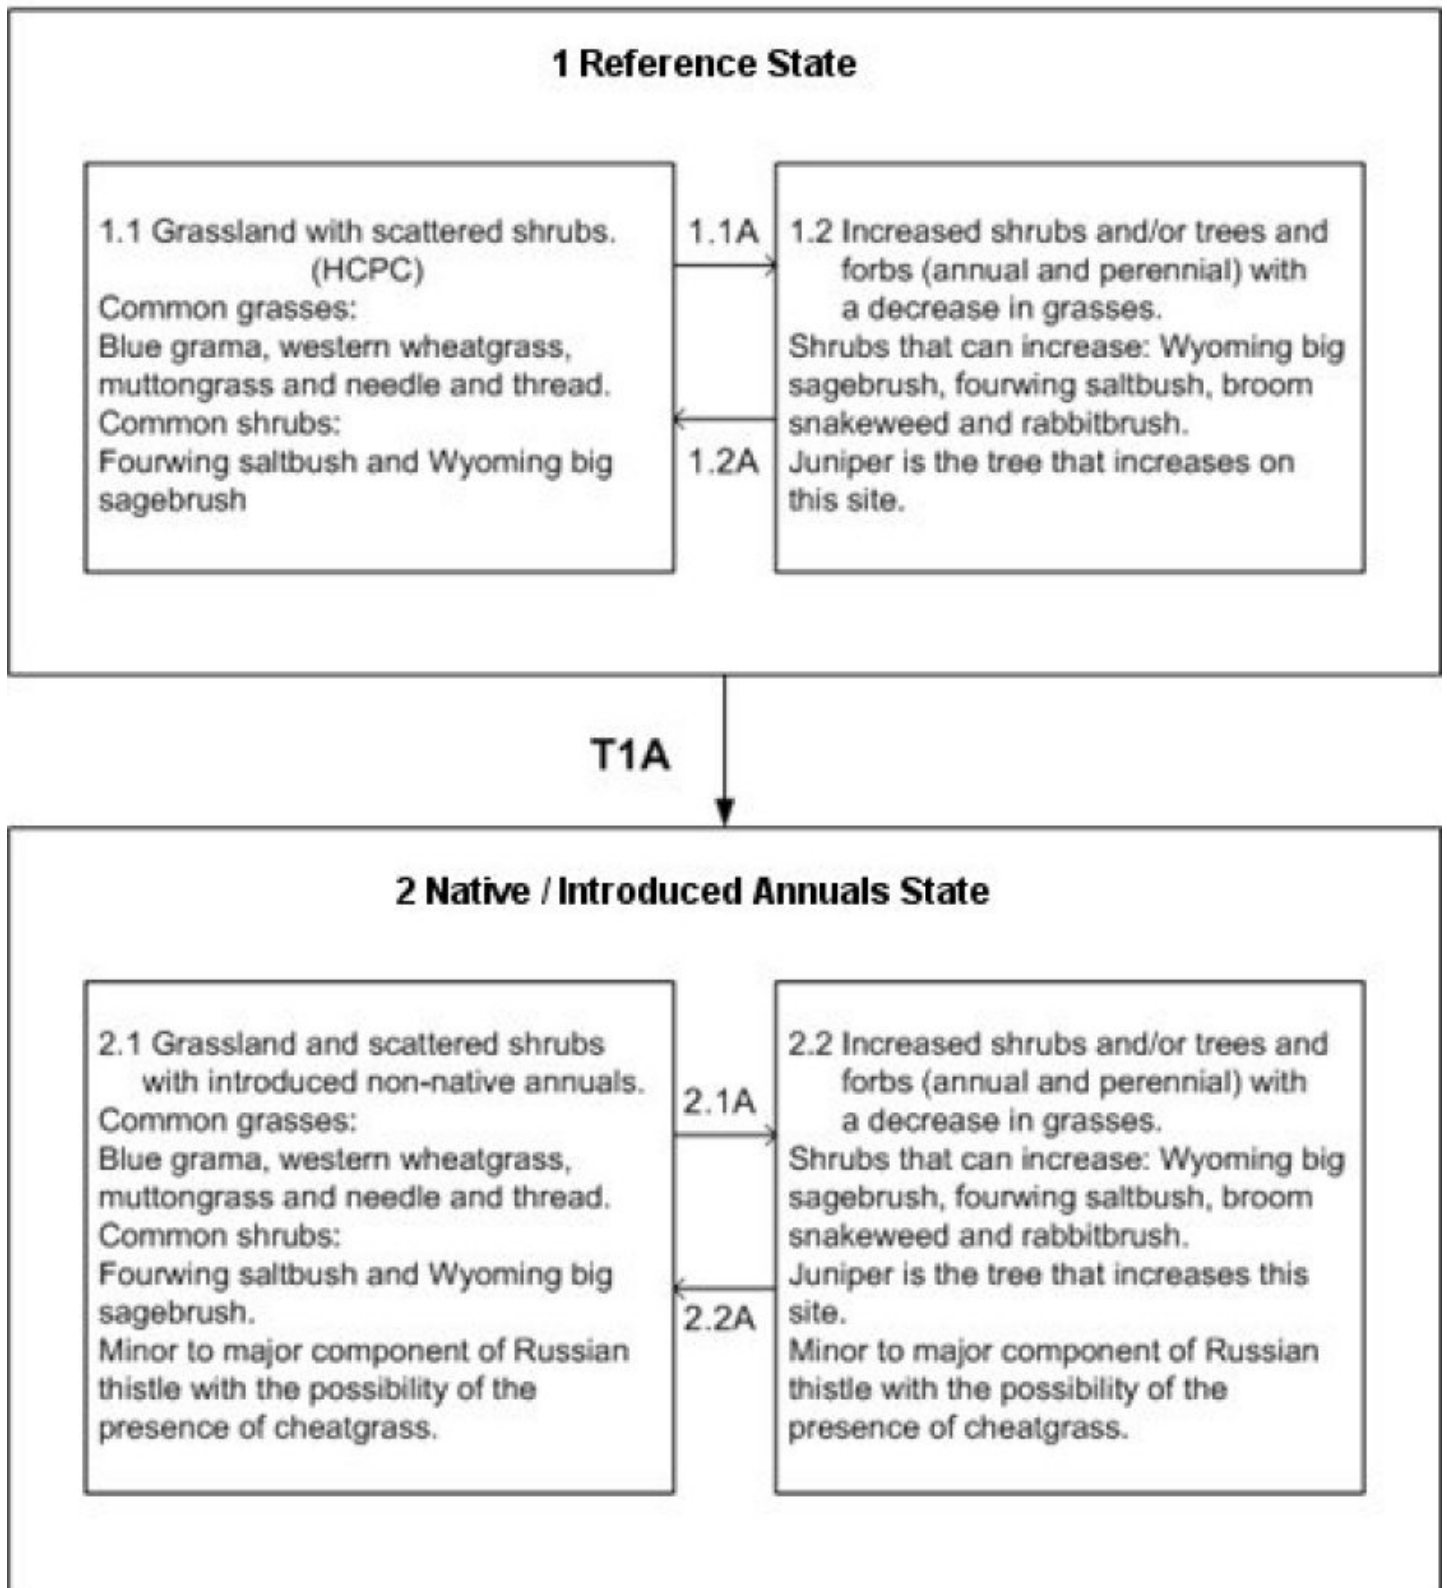 1 Reference State
1.1 Grassland with scattered shrubs.
(HCPC)
Common grasses:
Blue grama, western wheatgrass,
muttongrass and needle and thread.
Common shrubs:
Fourwing saltbush and Wyoming big
sagebrush
1.1A
1.2A
1.2 Increased shrubs and/or trees and
forbs (annual and perennial) with
a decrease in grasses.
Shrubs that can increase: Wyoming big
sagebrush, fourwing saltbush, broom
snakeweed and rabbitbrush.
Juniper is the tree that increases on
this site.
T1A
2 Native / Introduced Annuals State
2.1 Grassland and scattered shrubs
with introduced non-native annuals.
Common grasses:
Blue grama, western wheatgrass,
muttongrass and needle and thread.
Common shrubs:
Fourwing saltbush and Wyoming big
sagebrush.
Minor to major component of Russian
thistle with the possibility of the
presence of cheatgrass.
2.1A
2.2A
2.2 Increased shrubs and/or trees and
forbs (annual and perennial) with
a decrease in grasses.
Shrubs that can increase: Wyoming big
sagebrush, fourwing saltbush, broom
snakeweed and rabbitbrush.
Juniper is the tree that increases this
site.
Minor to major component of Russian
thistle with the possibility of the
presence of cheatgrass.